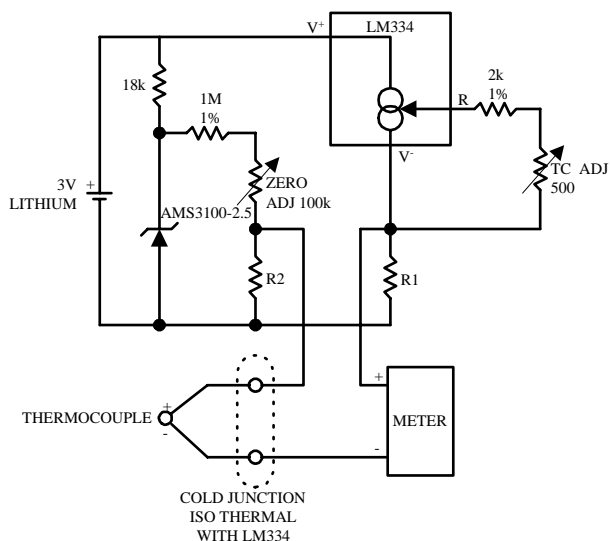 V+
LM334
18k
1M
1%
R
2k
1%
V-
3V
LITHIUM
+
AMS3100-2.5
ZERO
ADJ 100k
TC ADJ
500
R2
R1
THERMOCOUPLE
+
-
+
-
METER
COLD JUNCTION
ISO THERMAL
WITH LM334